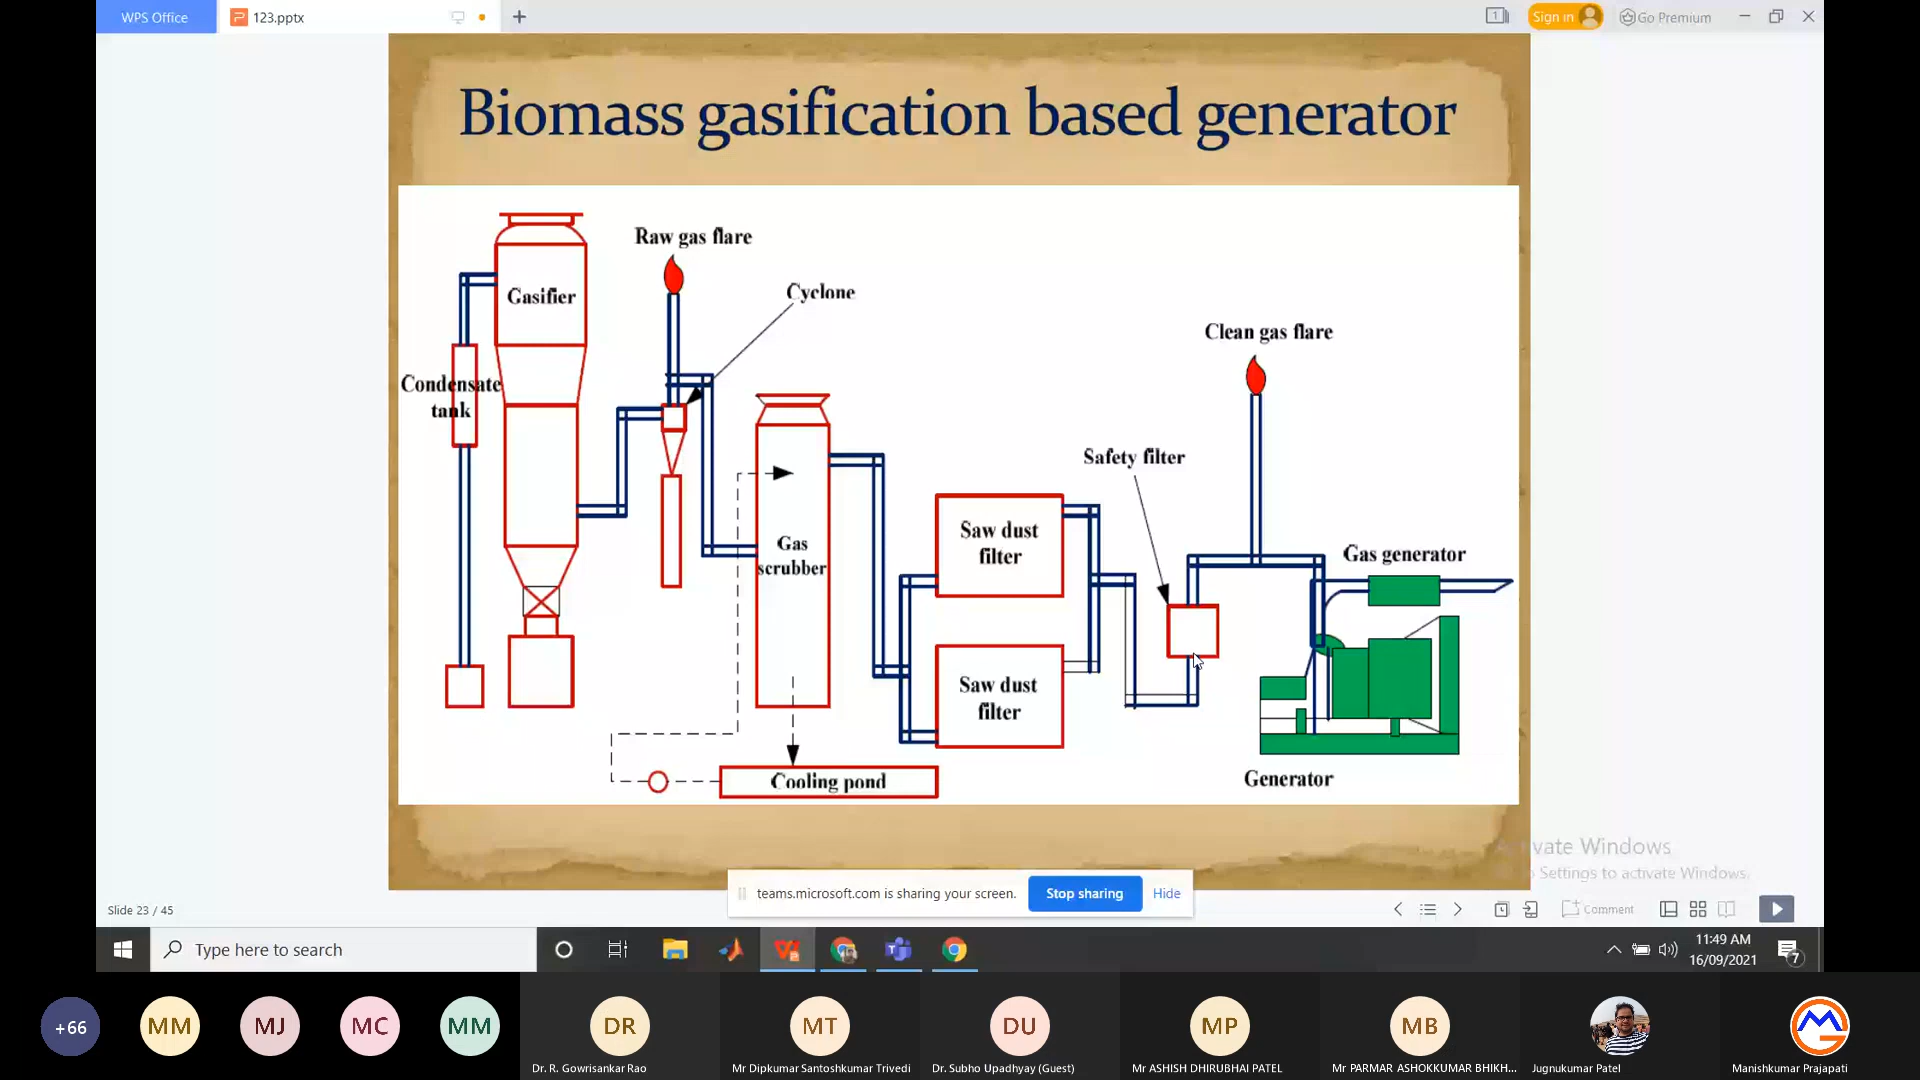 WPS Office
123.pptx
1
Sign in
Go Premium
Biomass gasification based generator
Raw gas flare
Gasifier
Cyclone
Clean gas flare
Condensate
tank
Safety filter
Saw dust
filter
Gas
scrubber
Gas generator
Saw dust
filter
Cooling pond
Generator
vate Windows
Settings to activate Windows.
teams.microsoft.com is sharing your screen.
Stop sharing
Hide
Slide 23 / 45
Comment
Type here to search
11:49 AM
16/09/2021
7
+66
MM
MJ
MC
MM
DR
MT
DU
MP
MB
Dr. R. Gowrisankar Rao
Mr Dipkumar Santoshkumar Trivedi
Dr. Subho Upadhyay (Guest)
Mr ASHISH DHIRUBHAI PATEL
Mr PARMAR ASHOKKUMAR BHIKH...
Jugnukumar Patel
Manishkumar Prajapati